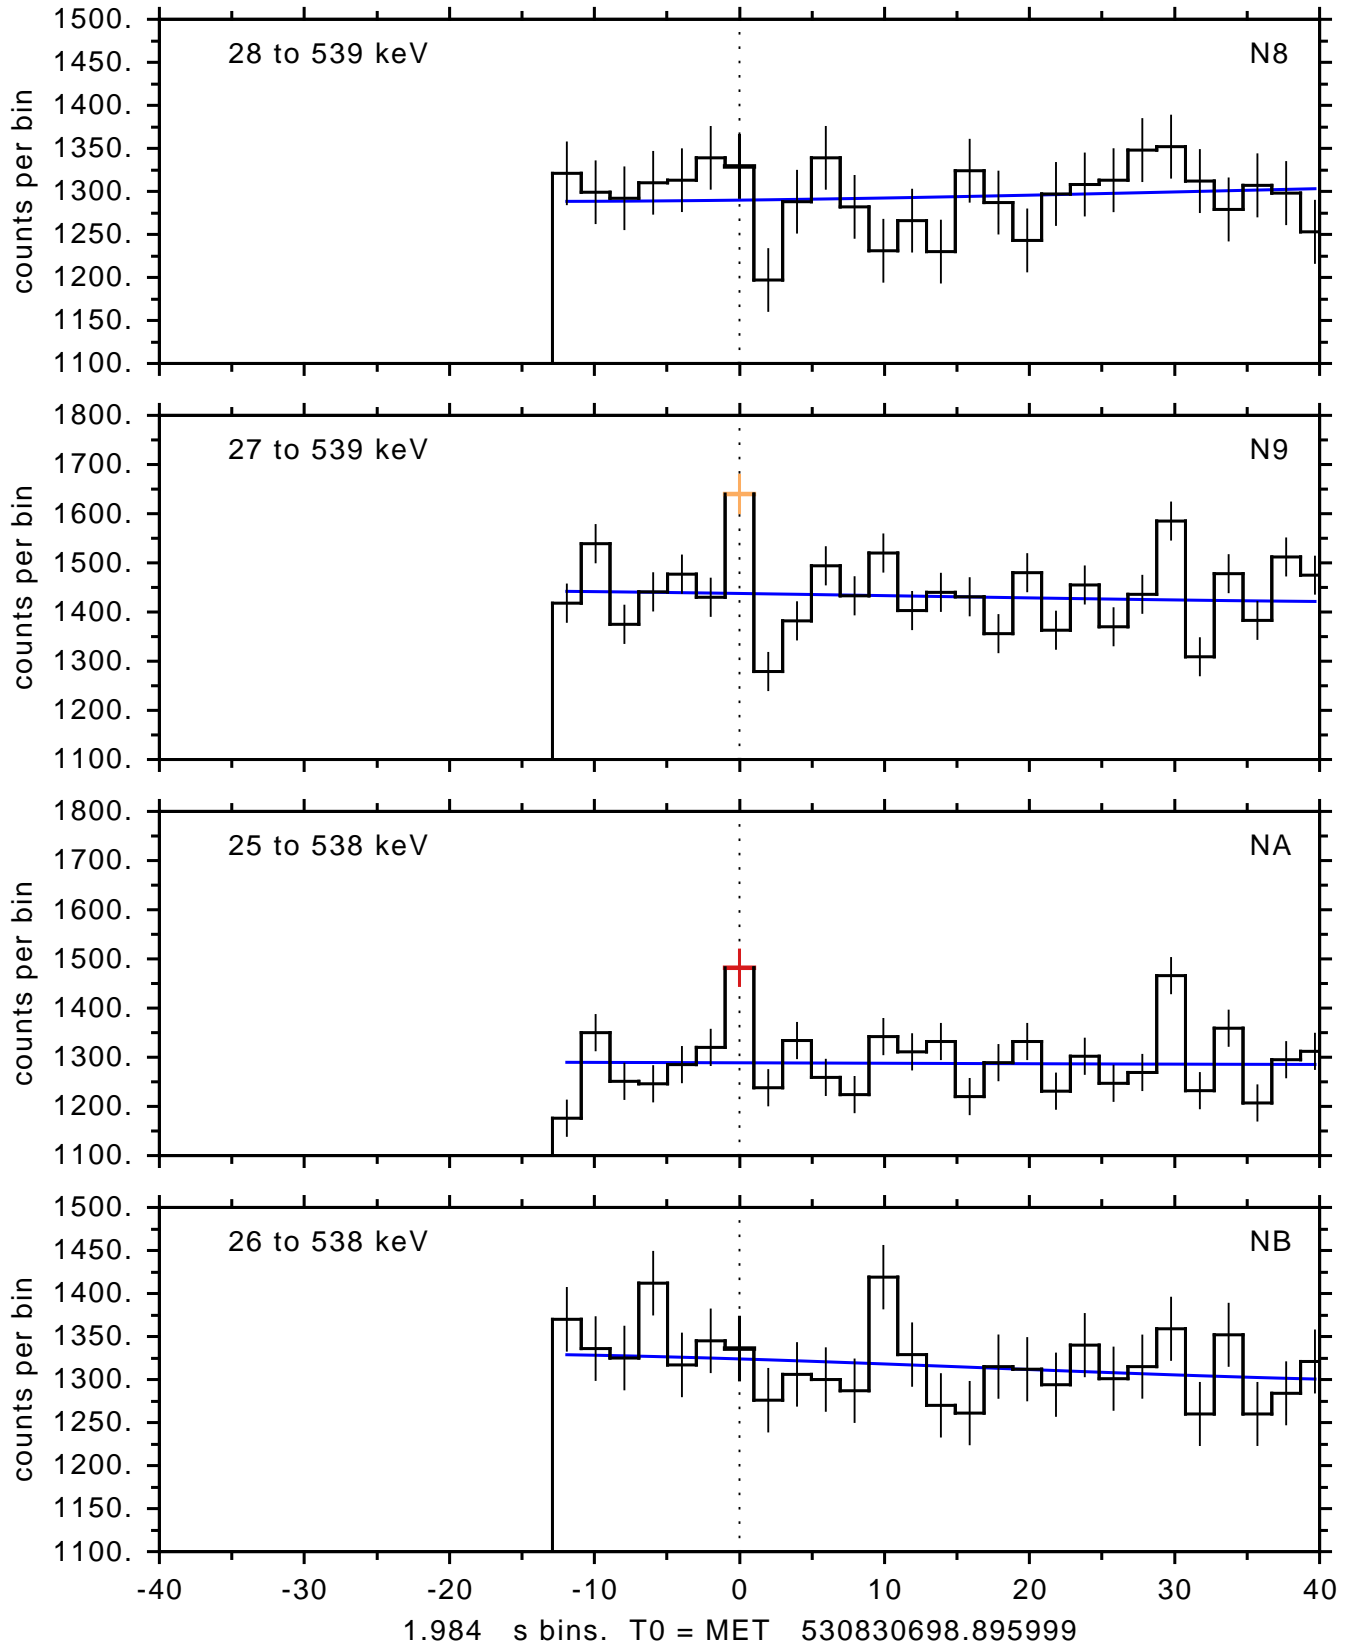 1500.
28 to 539 keV
N8
1450.
1400.
1350.
1300.
1250.
1200.
1150.
1100.
counts per bin
1800.
27 to 539 keV
N9
1700.
1600.
1500.
1400.
1300.
1200.
1100.
counts per bin
1800.
25 to 538 keV
NA
1700.
1600.
1500.
1400.
1300.
1200.
1100.
counts per bin
1500.
26 to 538 keV
NB
1450.
1400.
1350.
1300.
1250.
1200.
1150.
1100.
counts per bin
-40 -30 -20 -10 0 10 20 30 40
1.984 s bins. T0 = MET 530830698.895999